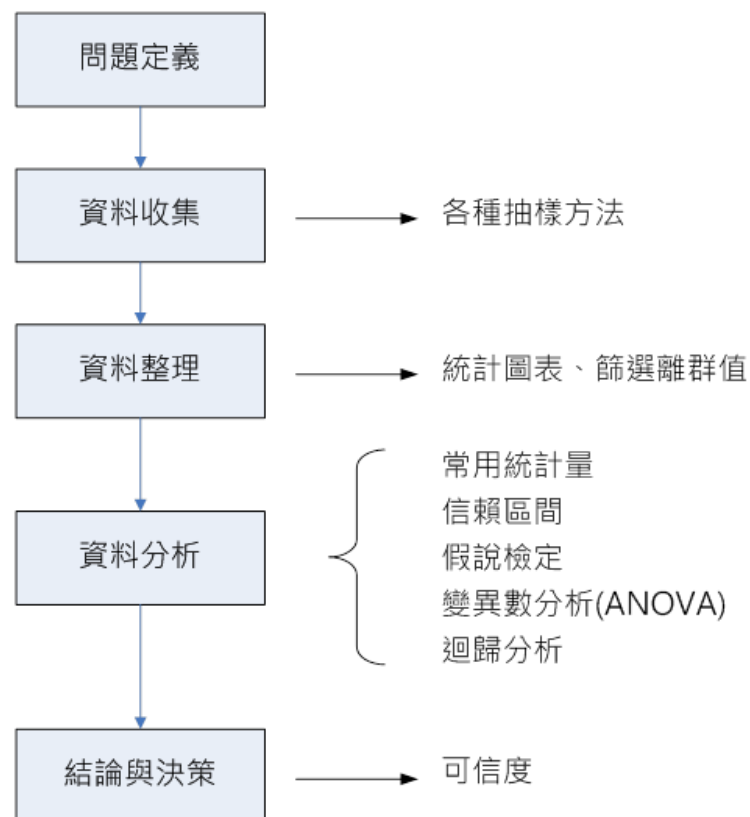 問題定義
資料收集
各種抽樣方法
資料整理
統計圖表、篩選離群值
常用統計量
信賴區間
假說檢定
資料分析
變異數分析(ANOVA)
迴歸分析
結論與決策
可信度